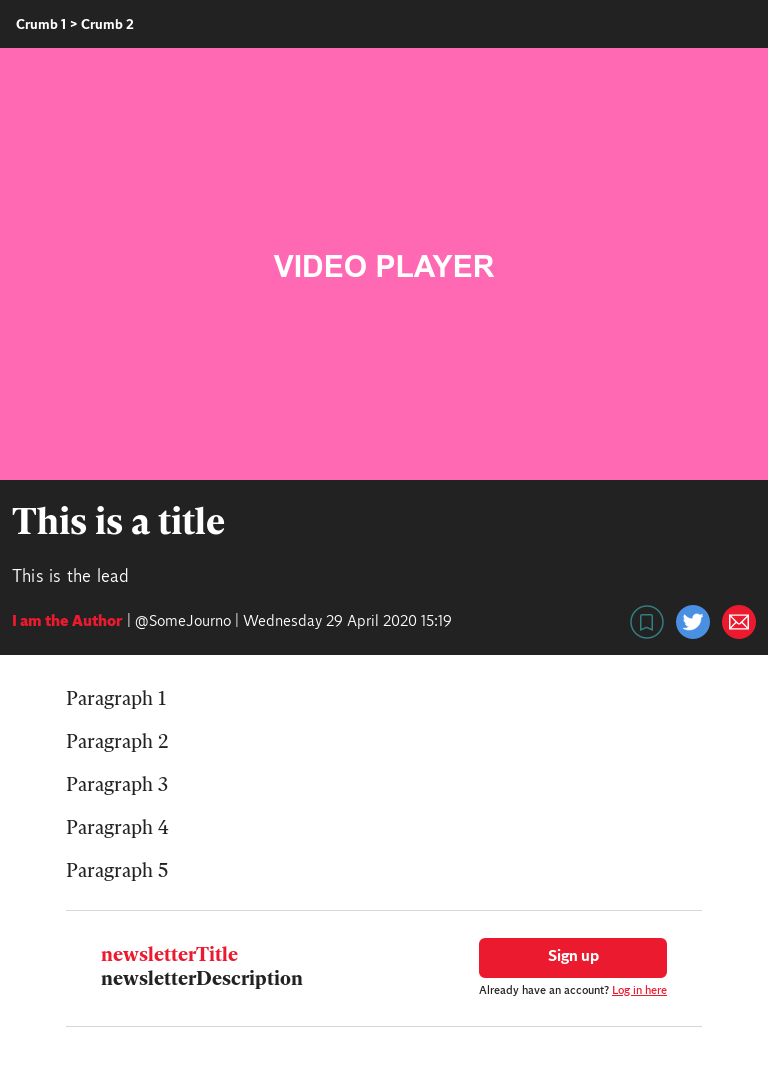 Crumb 1 > Crumb 2
VIDEO PLAYER
This is a title
This is the lead
I am the Author | @SomeJourno | Wednesday 29 April 2020 15:19
Paragraph 1
Paragraph 2
Paragraph 3
Paragraph 4
Paragraph 5
newsletterTitle
newsletterDescription
Sign up
Already have an account? Log in here